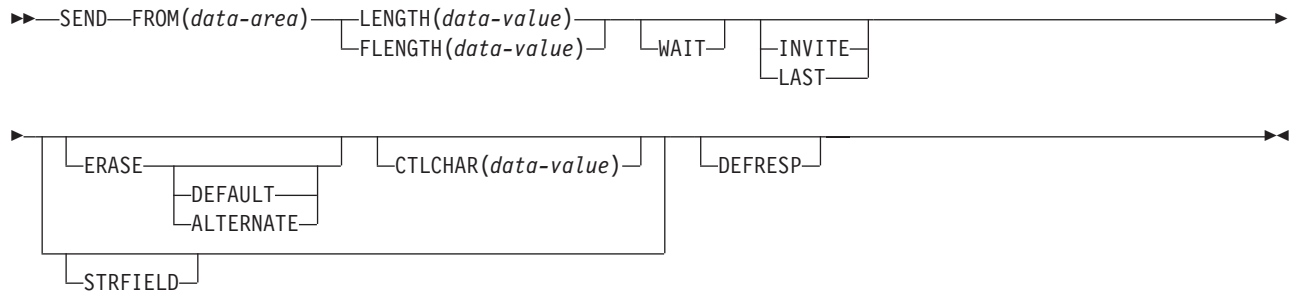 SEND FROM(data-area) LENGTH(data-value)
FLENGTH(data-value) WAIT INVITE
LAST
ERASE CTLCHAR(data-value) DEFRESP
DEFAULT
ALTERNATE
STRFIELD